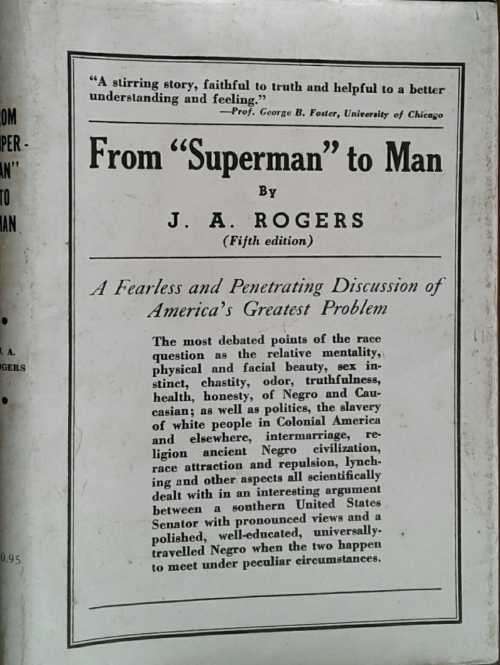 "A stirring story, faithful to truth and helpful to a better
understanding and feeling."
—Prof. George B. Foster, University of Chicago
From "Superman" to Man
By
J. A. ROGERS
(Fifth edition)
A Fearless and Penetrating Discussion of
America's Greatest Problem
The most debated points of the race
question as the relative mentality,
physical and facial beauty, sex in-
stinct, chastity, odor, truthfulness,
health, honesty, of Negro and Cau-
casian; as well as politics, the slavery
of white people in Colonial America
and elsewhere, intermarriage, re-
ligion ancient Negro civilization,
race attraction and repulsion, lynch-
ing and other aspects all scientifically
dealt with in an interesting argument
between a southern United States
Senator with pronounced views and a
polished, well-educated, universally-
travelled Negro when the two happen
to meet under peculiar circumstances.
OM
PER-
AN"
TO
IAN
J. A.
OGERS
0.95